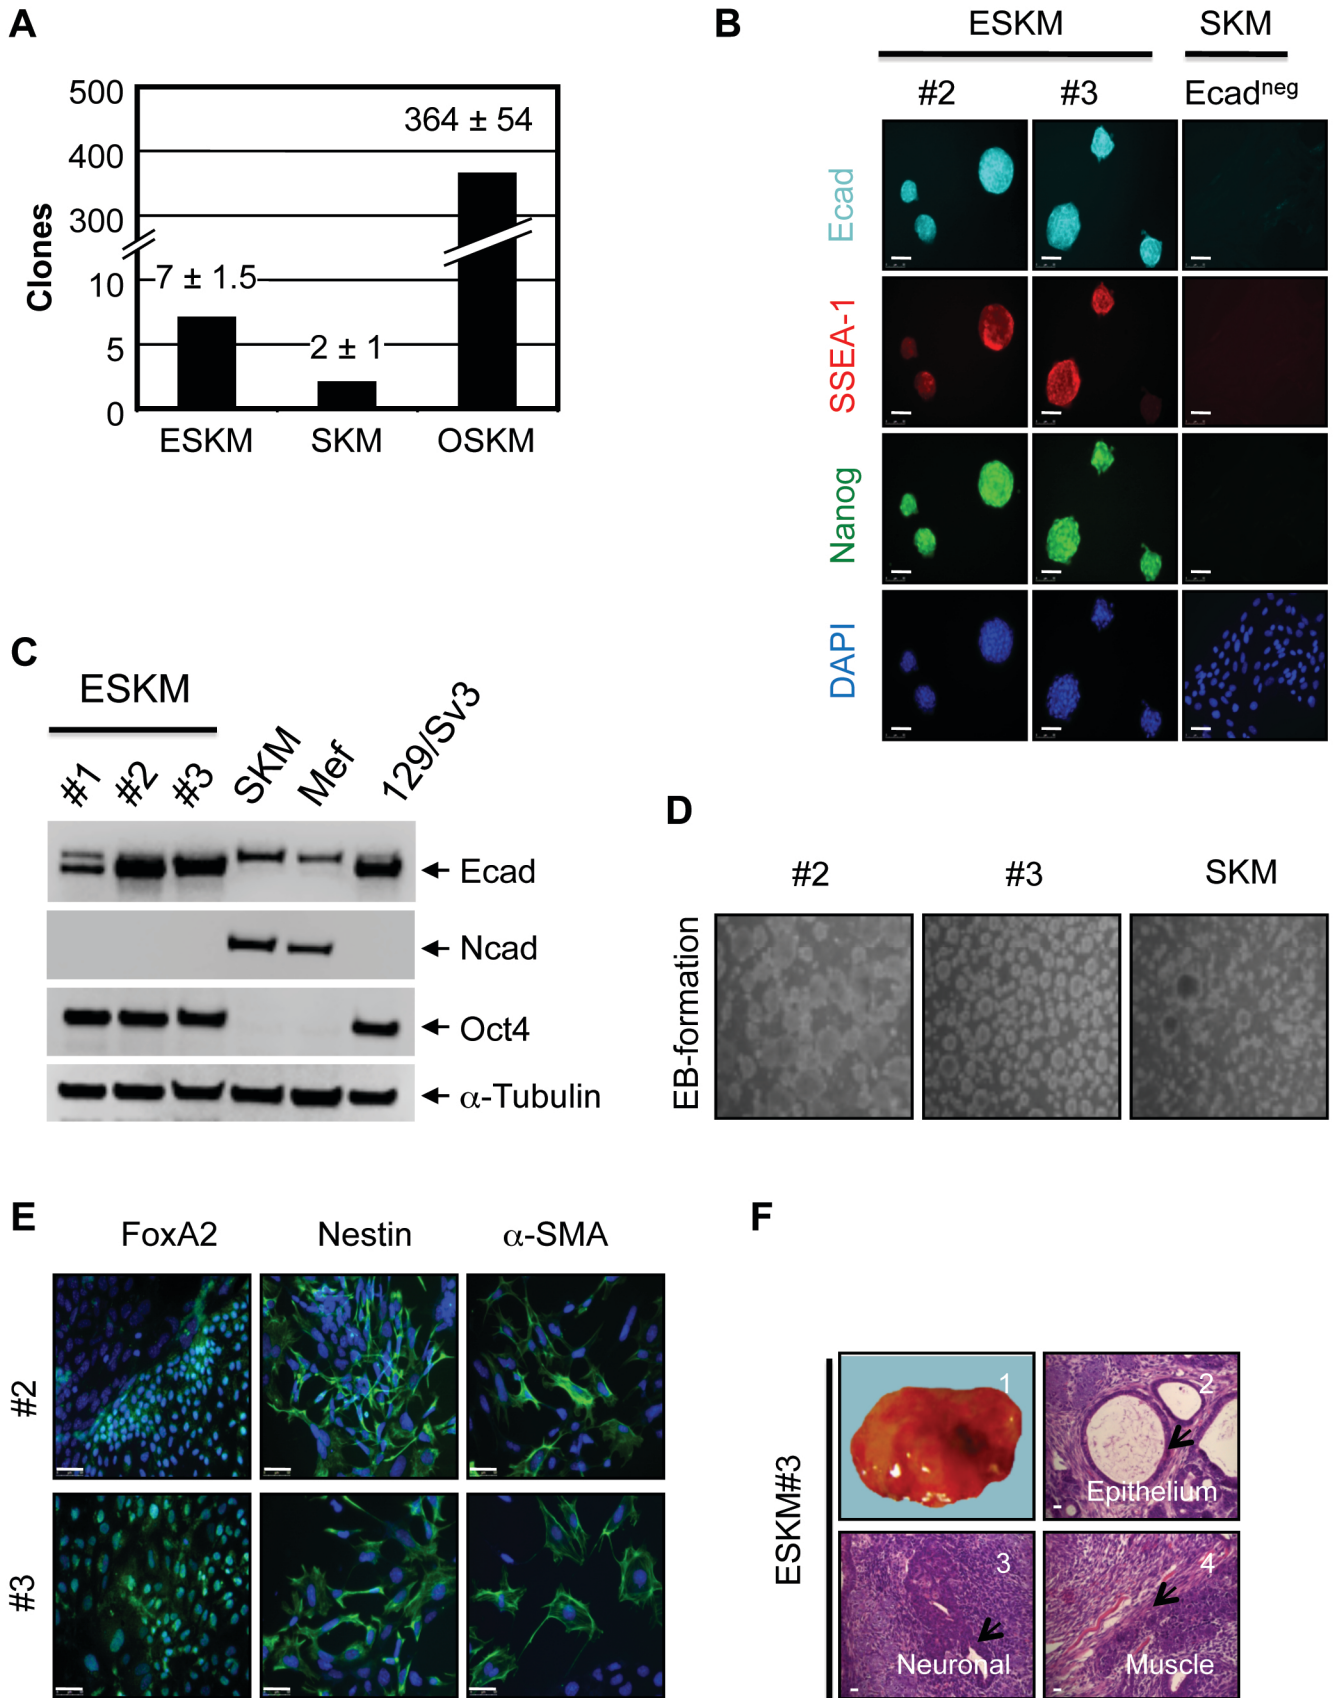 A
500
400
300
10
5
0
Clones
364 ± 54
7 ± 1.5
2 ± 1
ESKM SKM OSKM
B
ESKM SKM
#2 #3 Ecadneg
Ecad
SSEA-1
Nanog
DAPI
C
ESKM
#1 #2 #3 SKM Mef 129/Sv3
Ecad
Ncad
Oct4
α-Tubulin
D
#2 #3 SKM
EB-formation
E
FoxA2 Nestin α-SMA
#2
#3
F
ESKM#3
1
2
Epithelium
3
Neuronal
4
Muscle